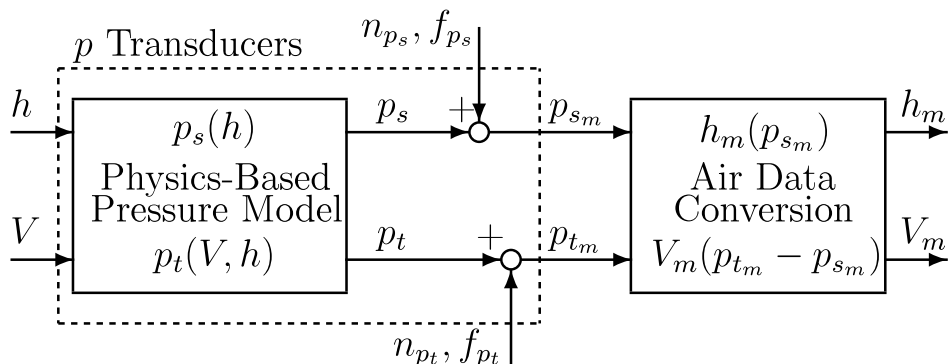 n_{p_s}, f_{p_s}
p Transducers
h
p_s(h)
Physics-Based
Pressure Model
p_t(V, h)
V
p_s
+
p_{s_m}
p_t
+
p_{t_m}
n_{p_t}, f_{p_t}
h_m(p_{s_m})
Air Data
Conversion
V_m(p_{t_m} − p_{s_m})
h_m
V_m